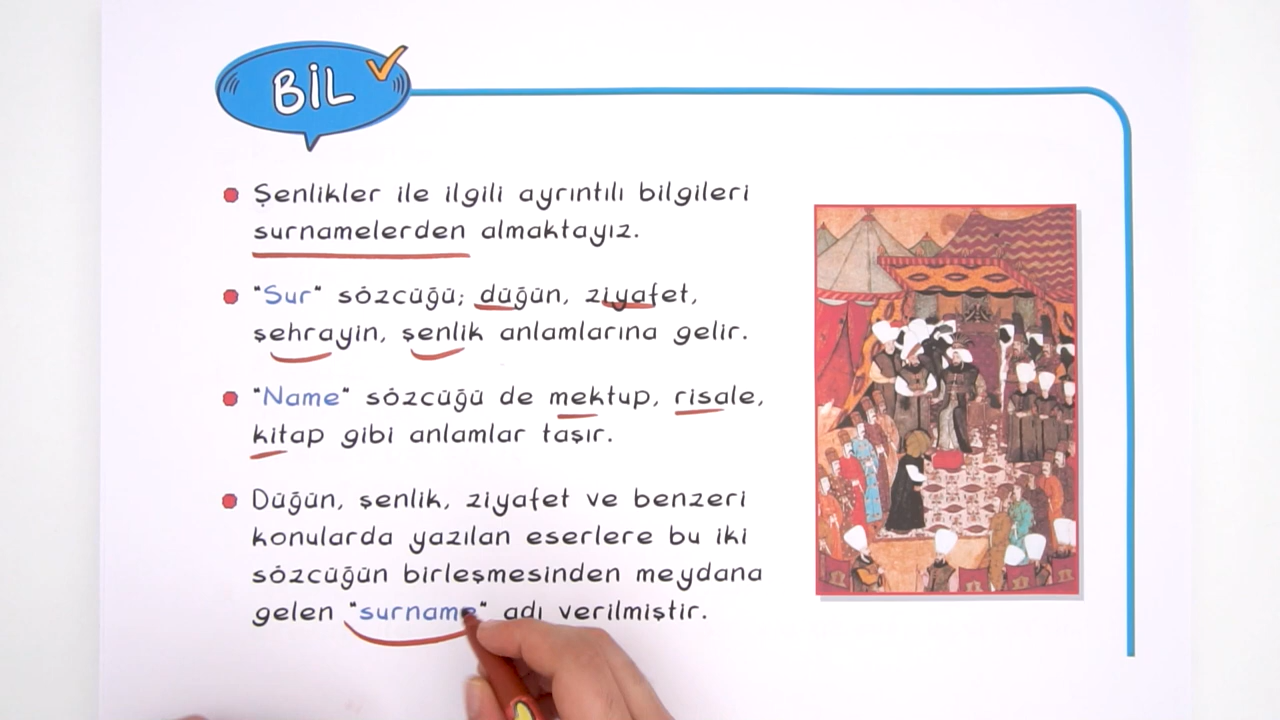 BİL
Şenlikler ile ilgili ayrıntılı bilgileri
surnamelerden almaktayız.
"Sur" sözcüğü; düğün, ziyafet,
şehrayin, şenlik anlamlarına gelir.
"Name" sözcüğü de mektup, risale,
kitap gibi anlamlar taşır.
Düğün, şenlik, ziyafet ve benzeri
konularda yazılan eserlere bu iki
sözcüğün birleşmesinden meydana
gelen "surname" adı verilmiştir.